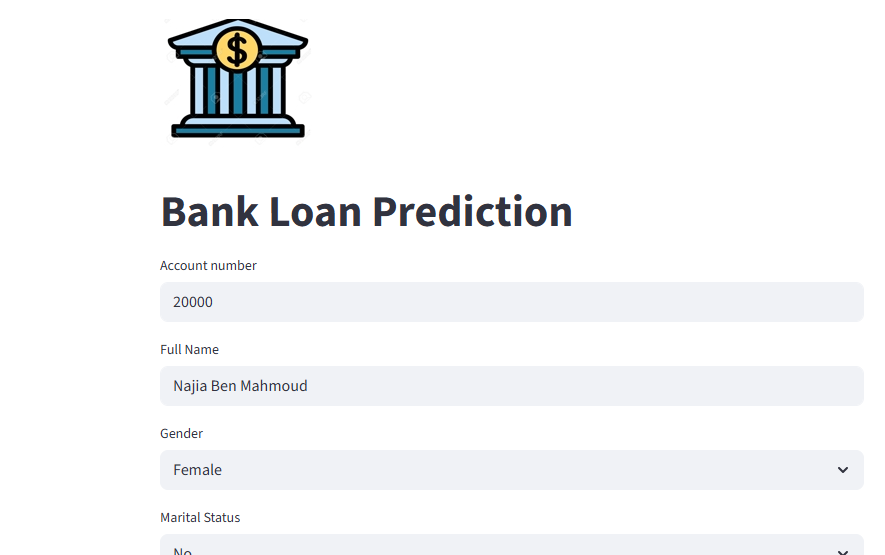 $
Bank Loan Prediction
Account number
20000
Full Name
Najia Ben Mahmoud
Gender
Female
Marital Status
No